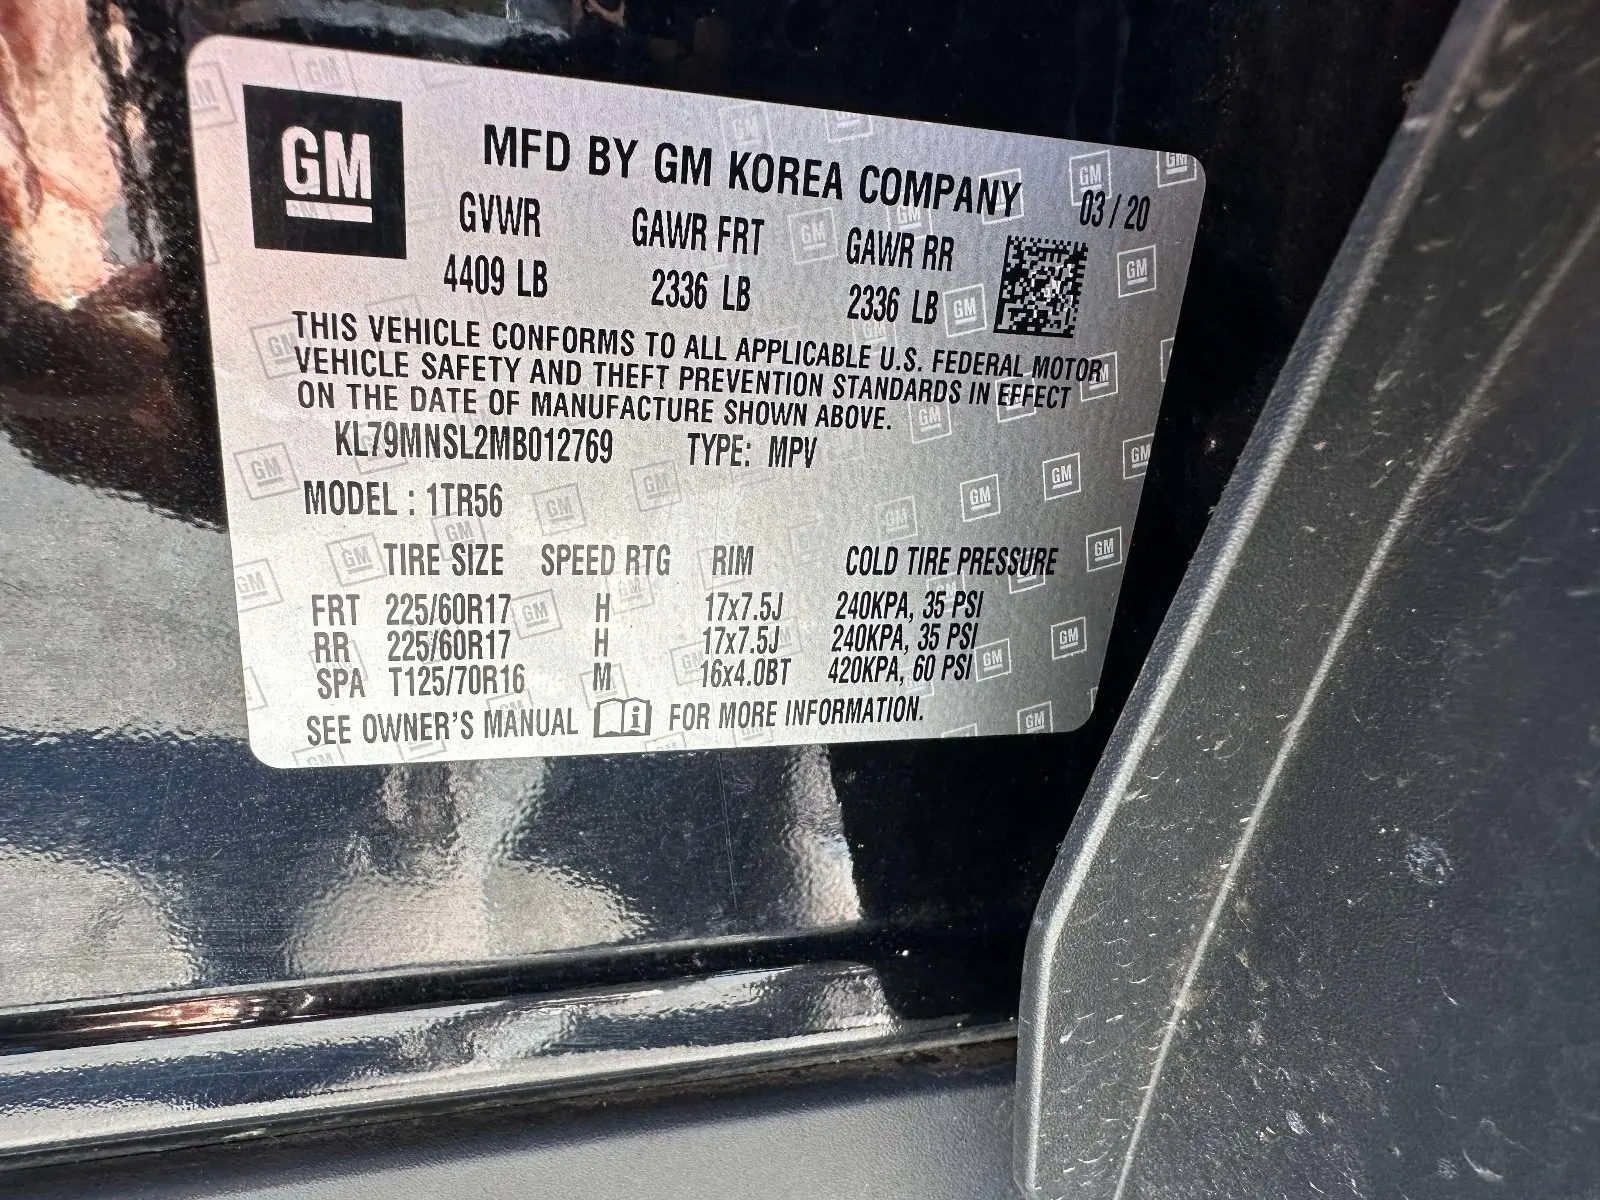 GM
MFD BY GM KOREA COMPANY
03 / 20
GVWR GAWR FRT GAWR RR
4409 LB 2336 LB 2336 LB
THIS VEHICLE CONFORMS TO ALL APPLICABLE U.S. FEDERAL MOTOR
VEHICLE SAFETY AND THEFT PREVENTION STANDARDS IN EFFECT
ON THE DATE OF MANUFACTURE SHOWN ABOVE.
KL79MNSL2MB012769 TYPE: MPV
MODEL : 1TR56
TIRE SIZE SPEED RTG RIM COLD TIRE PRESSURE
FRT 225/60R17 H 17x7.5J 240KPA, 35 PSI
RR 225/60R17 H 17x7.5J 240KPA, 35 PSI
SPA T125/70R16 M 16x4.0BT 420KPA, 60 PSI
SEE OWNER'S MANUAL i FOR MORE INFORMATION.